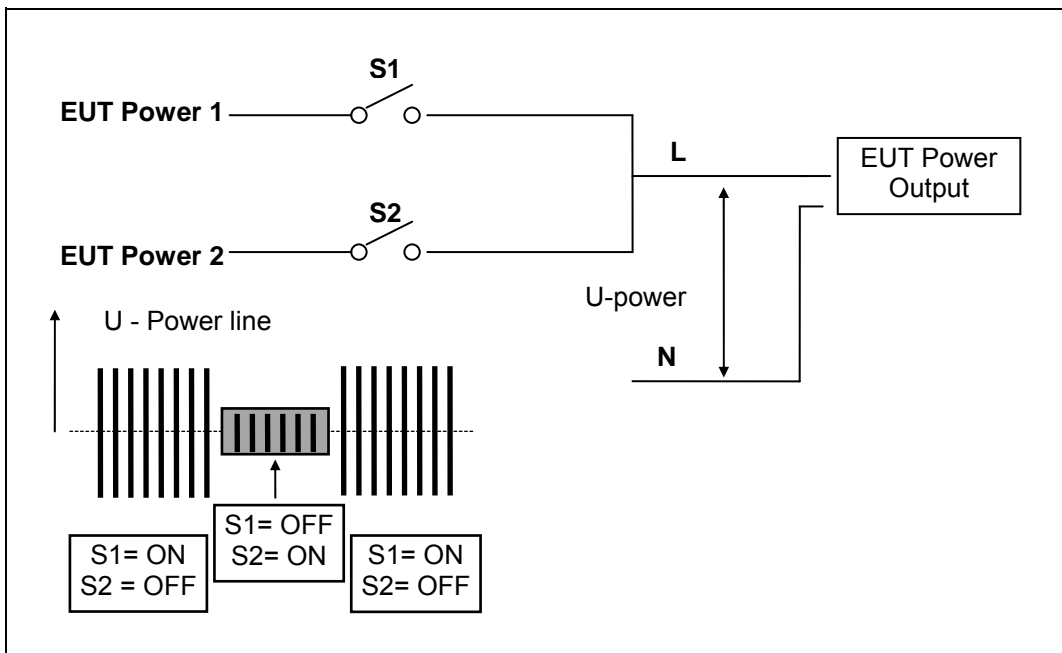 S1
EUT Power 1
L
EUT Power
Output
S2
EUT Power 2
U-power
U - Power line
N
S1= OFF
S2= ON
S1= ON
S2 = OFF
S1= ON
S2= OFF